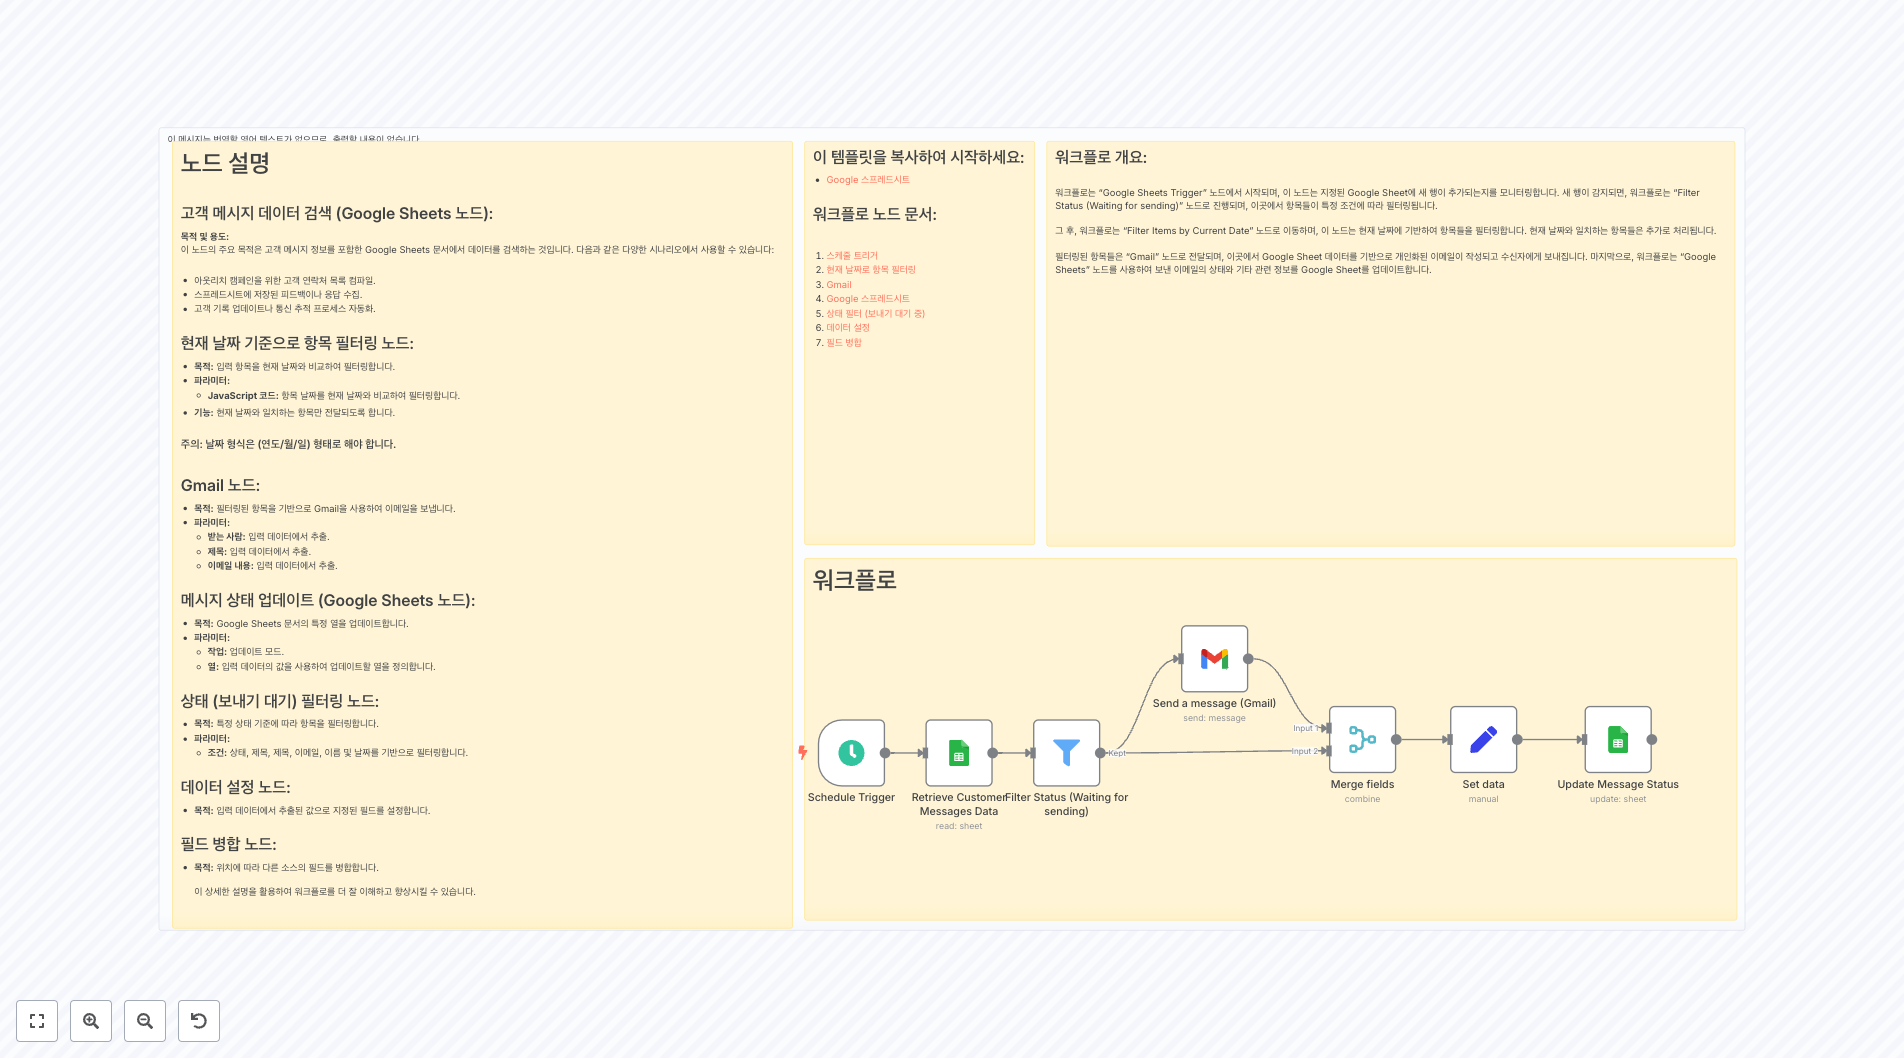 이 메시지는 번역할 영어 텍스트가 없으므로, 출력할 내용이 없습니다.
노드 설명
고객 메시지 데이터 검색 (Google Sheets 노드):
목적 및 용도:
이 노드의 주요 목적은 고객 메시지 정보를 포함한 Google Sheets 문서에서 데이터를 검색하는 것입니다. 다음과 같은 다양한 시나리오에서 사용할 수 있습니다:
아웃리치 캠페인을 위한 고객 연락처 목록 컴파일.
스프레드시트에 저장된 피드백이나 응답 수집.
고객 기록 업데이트나 통신 추적 프로세스 자동화.
현재 날짜 기준으로 항목 필터링 노드:
목적: 입력 항목을 현재 날짜와 비교하여 필터링합니다.
파라미터:
JavaScript 코드: 항목 날짜를 현재 날짜와 비교하여 필터링합니다.
기능: 현재 날짜와 일치하는 항목만 전달되도록 합니다.
주의: 날짜 형식은 (연도/월/일) 형태로 해야 합니다.
Gmail 노드:
목적: 필터링된 항목을 기반으로 Gmail을 사용하여 이메일을 보냅니다.
파라미터:
받는 사람: 입력 데이터에서 추출.
제목: 입력 데이터에서 추출.
이메일 내용: 입력 데이터에서 추출.
메시지 상태 업데이트 (Google Sheets 노드):
목적: Google Sheets 문서의 특정 열을 업데이트합니다.
파라미터:
작업: 업데이트 모드.
열: 입력 데이터의 값을 사용하여 업데이트할 열을 정의합니다.
상태 (보내기 대기) 필터링 노드:
목적: 특정 상태 기준에 따라 항목을 필터링합니다.
파라미터:
조건: 상태, 제목, 제목, 이메일, 이름 및 날짜를 기반으로 필터링합니다.
데이터 설정 노드:
목적: 입력 데이터에서 추출된 값으로 지정된 필드를 설정합니다.
필드 병합 노드:
목적: 위치에 따라 다른 소스의 필드를 병합합니다.
이 상세한 설명을 활용하여 워크플로를 더 잘 이해하고 향상시킬 수 있습니다.
이 템플릿을 복사하여 시작하세요:
Google 스프레드시트
워크플로 노드 문서:
1. 스케줄 트리거
2. 현재 날짜로 항목 필터링
3. Gmail
4. Google 스프레드시트
5. 상태 필터 (보내기 대기 중)
6. 데이터 설정
7. 필드 병합
워크플로 개요:
워크플로는 “Google Sheets Trigger” 노드에서 시작되며, 이 노드는 지정된 Google Sheet에 새 행이 추가되는지를 모니터링합니다. 새 행이 감지되면, 워크플로는 “Filter
Status (Waiting for sending)” 노드로 진행되며, 이곳에서 항목들이 특정 조건에 따라 필터링됩니다.
그 후, 워크플로는 “Filter Items by Current Date” 노드로 이동하며, 이 노드는 현재 날짜에 기반하여 항목들을 필터링합니다. 현재 날짜와 일치하는 항목들은 추가로 처리됩니다.
필터링된 항목들은 “Gmail” 노드로 전달되며, 이곳에서 Google Sheet 데이터를 기반으로 개인화된 이메일이 작성되고 수신자에게 보내집니다. 마지막으로, 워크플로는 “Google
Sheets” 노드를 사용하여 보낸 이메일의 상태와 기타 관련 정보를 Google Sheet를 업데이트합니다.
워크플로
Send a message (Gmail)
send: message
Input 1
Input 2
Kept
Schedule Trigger
Retrieve Customer
Messages Data
read: sheet
Filter Status (Waiting for
sending)
Merge fields
combine
Set data
manual
Update Message Status
update: sheet